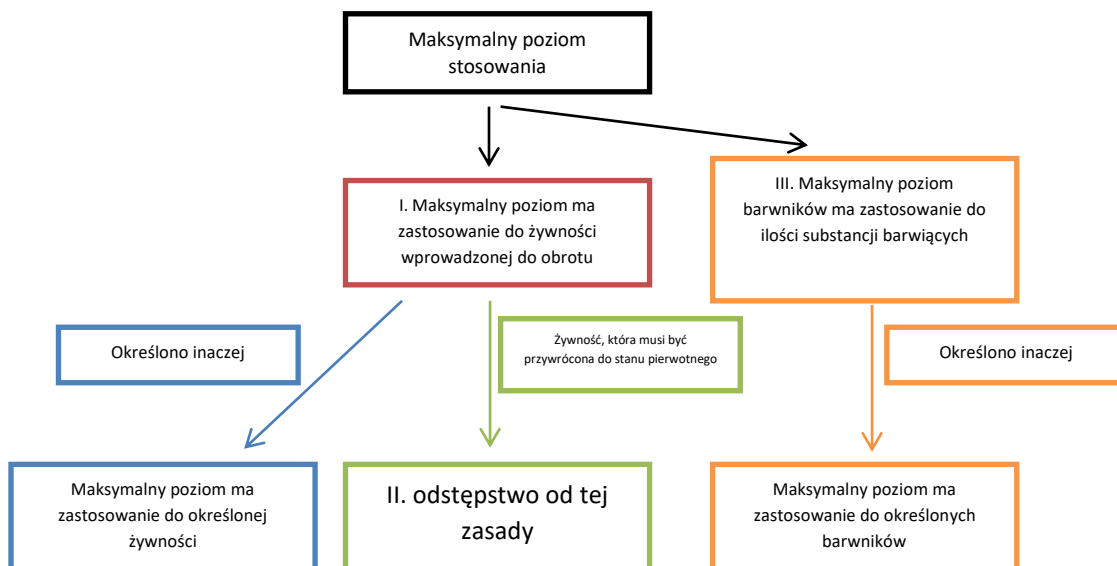 Maksymalny poziom
stosowania
I. Maksymalny poziom ma
zastosowanie do żywności
wprowadzonej do obrotu
III. Maksymalny poziom
barwników ma zastosowanie do
ilości substancji barwiących
Określono inaczej
Żywność, która musi być
przywrócona do stanu pierwotnego
Określono inaczej
Maksymalny poziom ma
zastosowanie do określonej
żywności
II. odstępstwo od tej
zasady
Maksymalny poziom ma
zastosowanie do określonych
barwników